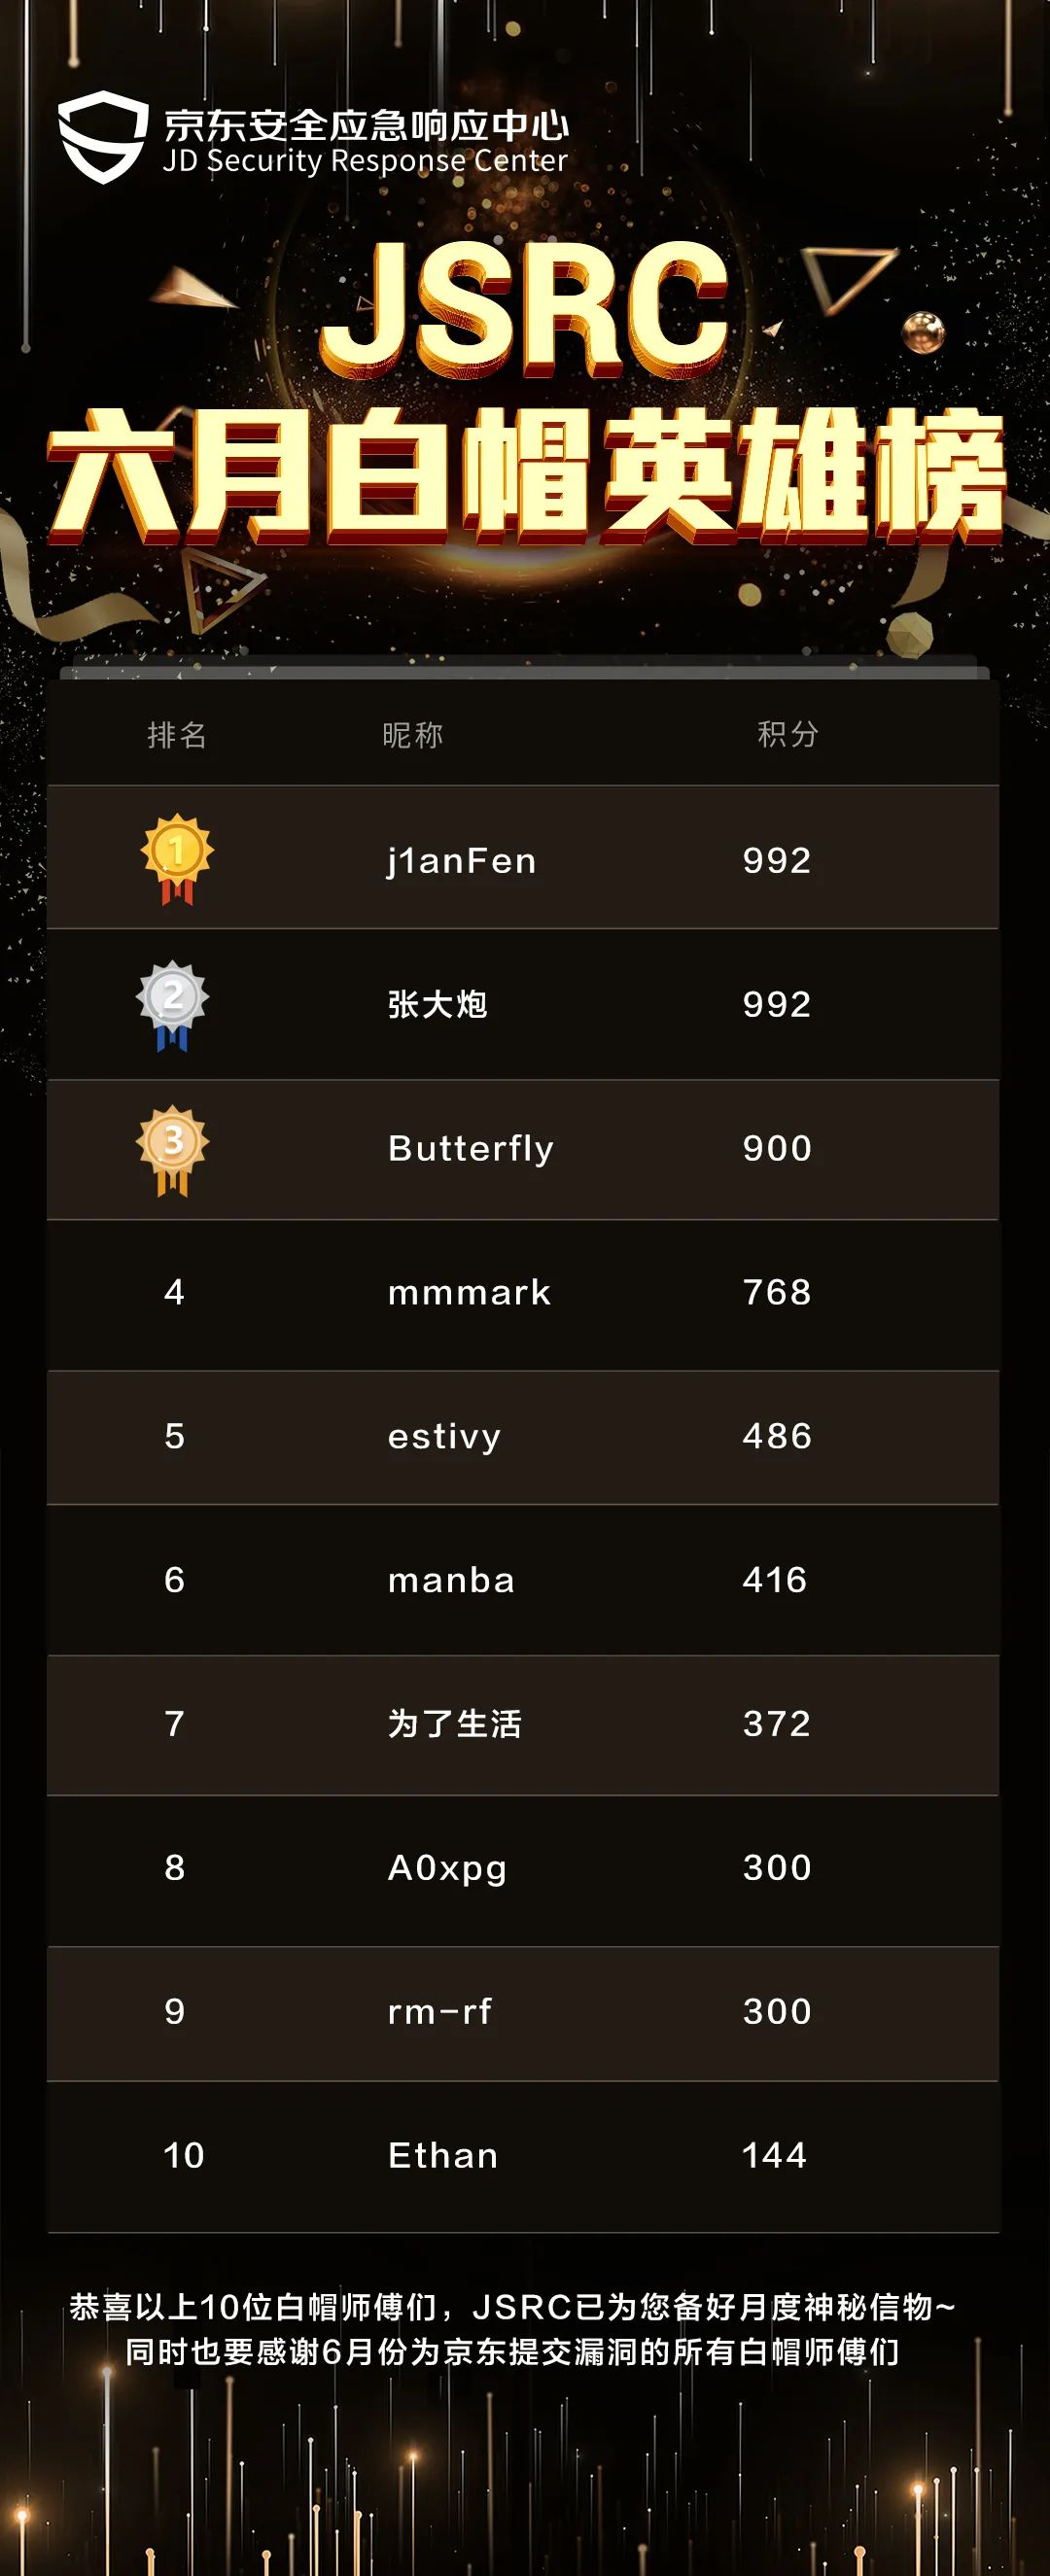 京东安全应急响应中心
JD Security Response Center
JSRC
六月白帽英雄榜
排名 昵称 积分
1 j1anFen 992
2 张大炮 992
3 Butterfly 900
4 mmmark 768
5 estivy 486
6 manba 416
7 为了生活 372
8 A0xpg 300
9 rm-rf 300
10 Ethan 144
恭喜以上10位白帽师傅们，JSRC已为您备好月度神秘信物~
同时也要感谢6月份为京东提交漏洞的所有白帽师傅们